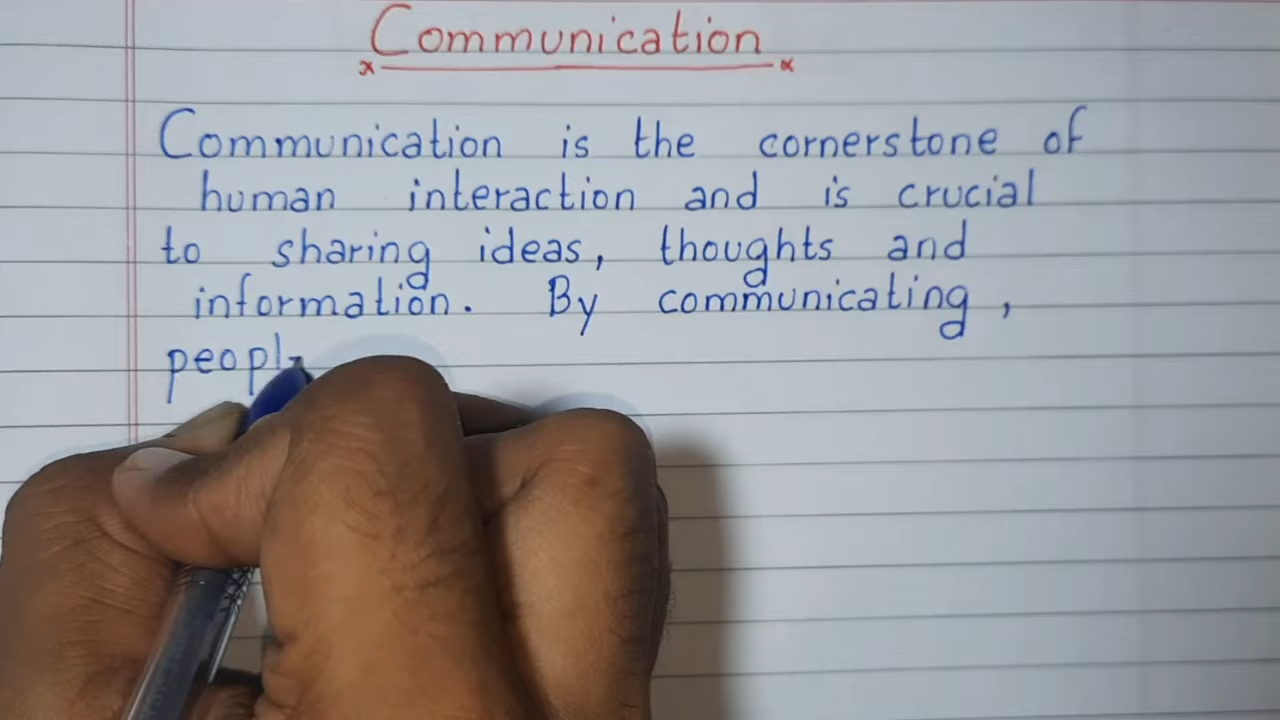 Communication
Communication is the cornerstone of
human interaction and is crucial
to sharing ideas, thoughts and
information. By communicating,
peopl